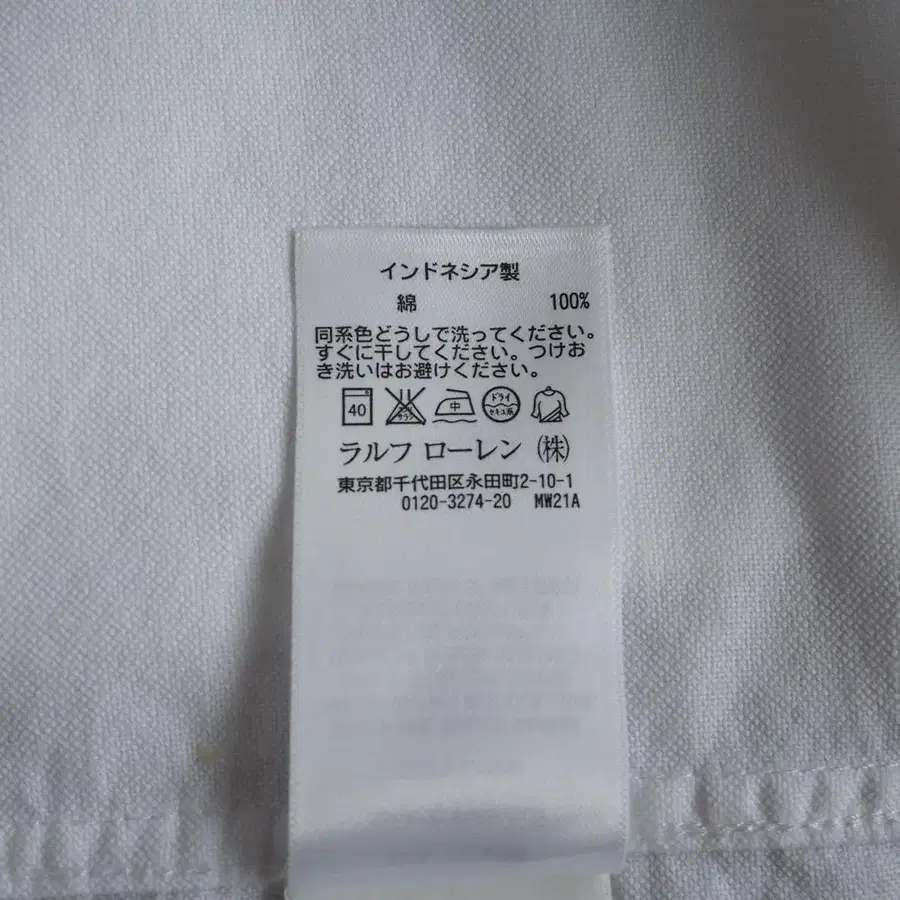 インドネシア製
綿 100%
同系色どうしで洗ってください。
すぐに干してください。つけお
き洗いはお避けください。
40 中 ドライ セキユ系
ラルフ ローレン (株)
東京都千代田区永田町2-10-1
0120-3274-20 MW21A